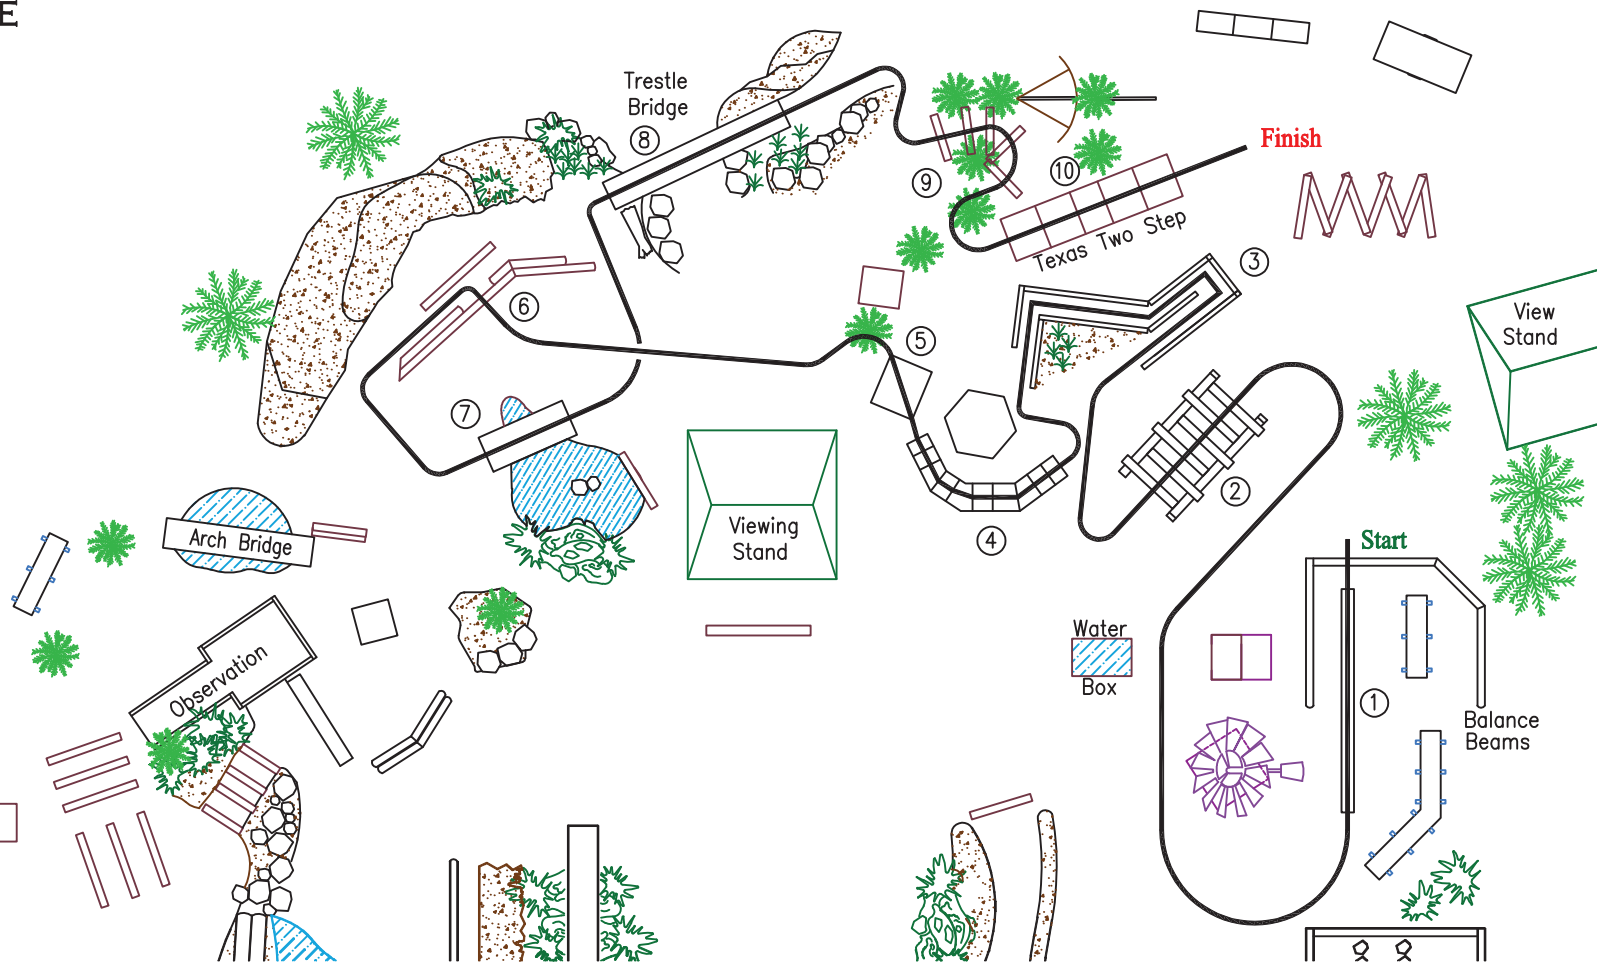 E
Trestle
Bridge
8
Finish
9
10
Texas Two Step
3
6
5
View
Stand
7
2
Viewing
Stand
4
Start
Arch Bridge
Water
Box
Observation
1
Balance
Beams